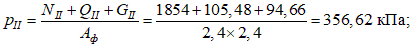 p_II = (N_II + Q_II + G_II) / A_ф = (1854 + 105,48 + 94,66) / (2,4 × 2,4) = 356,62 кПа;